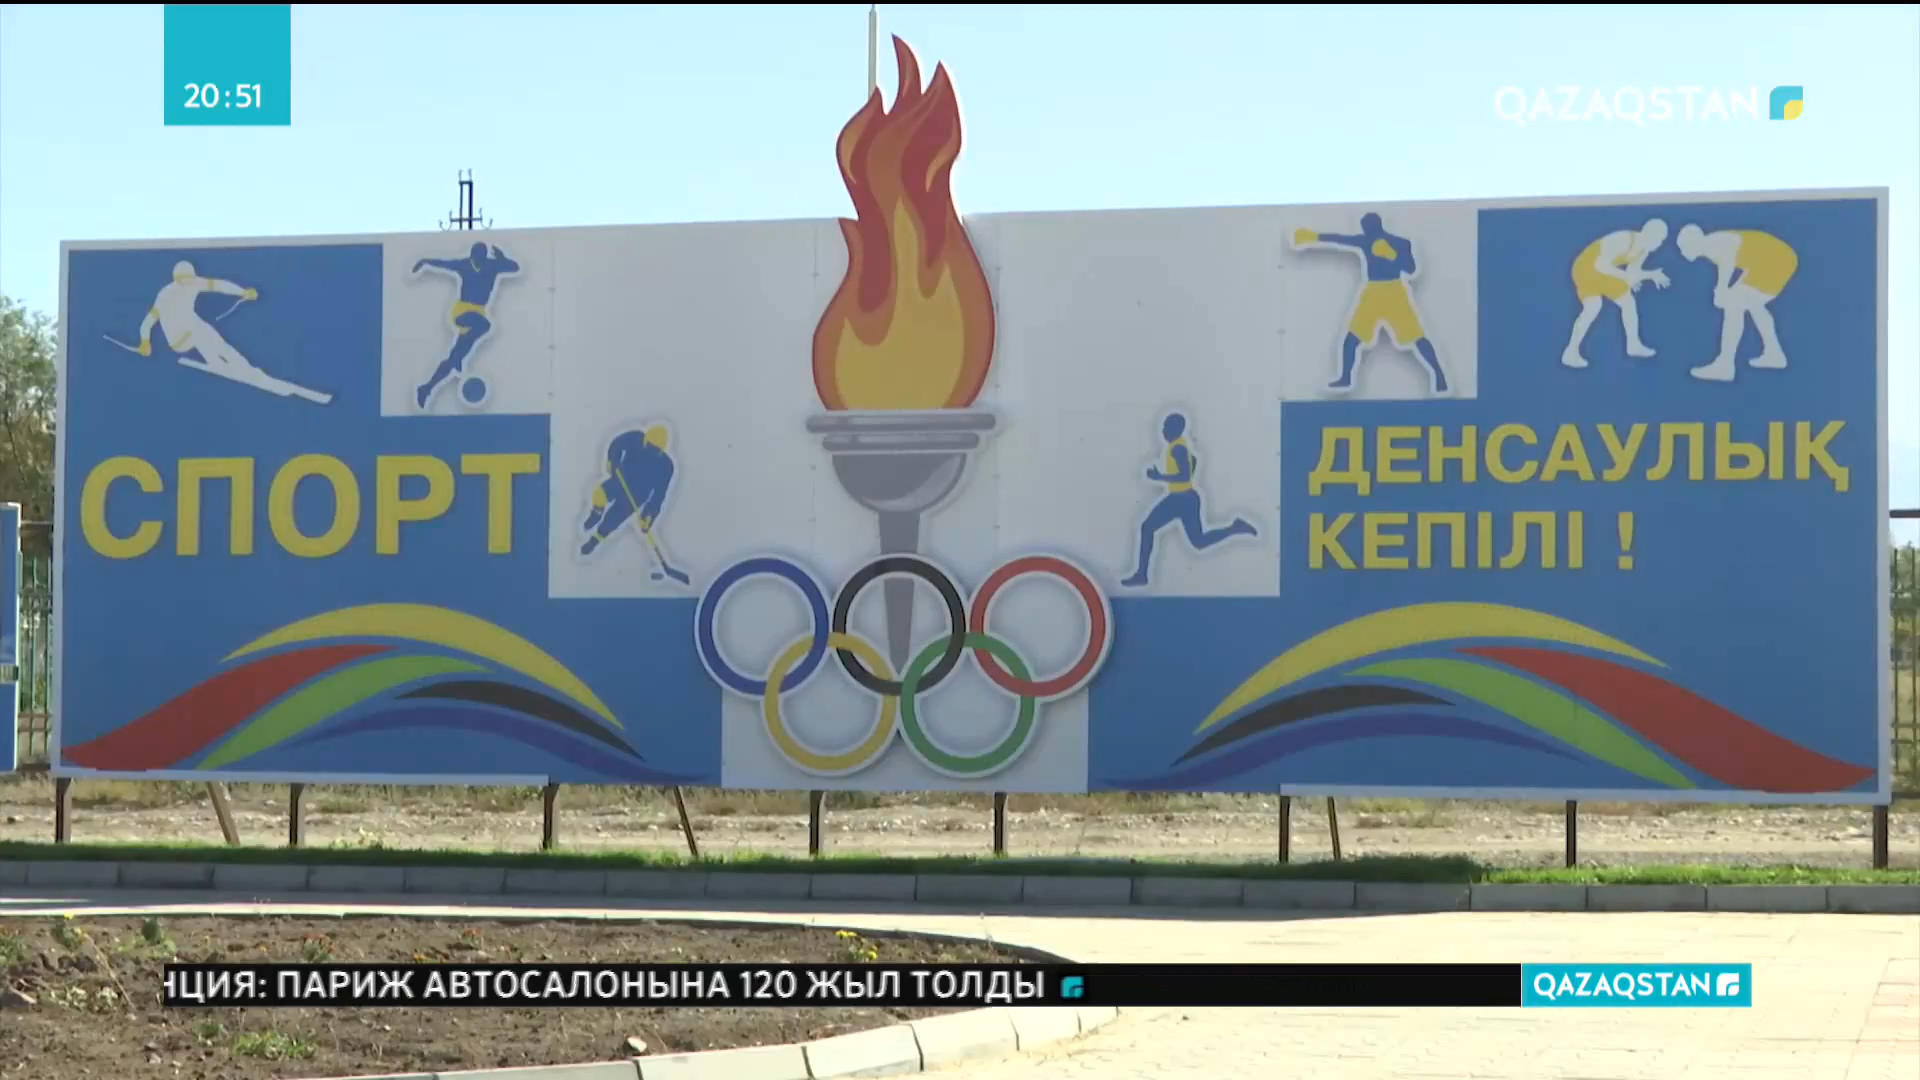 20:51
QAZAQSTAN
СПОРТ
ДЕНСАУЛЫҚ
КЕПІЛІ !
НЦИЯ: ПАРИЖ АВТОСАЛОНЫНА 120 ЖЫЛ ТОЛДЫ
QAZAQSTAN